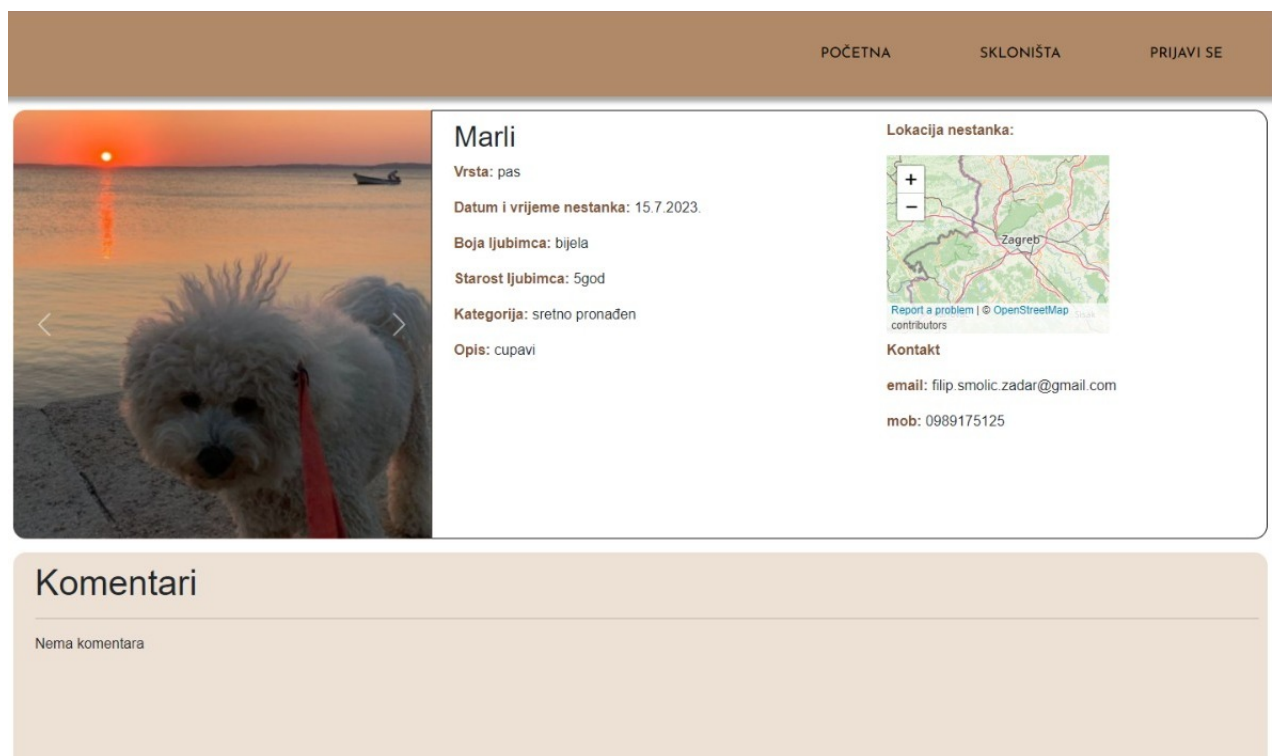 POČETNA SKLONIŠTA PRIJAVI SE
Marli
Vrsta: pas
Datum i vrijeme nestanka: 15.7.2023.
Boja ljubimca: bijela
Starost ljubimca: 5god
Kategorija: sretno pronađen
Opis: cupavi
Lokacija nestanka:
+
−
Zagreb
Report a problem | © OpenStreetMap
contributors
Kontakt
email: filip.smolic.zadar@gmail.com
mob: 0989175125
Komentari
Nema komentara